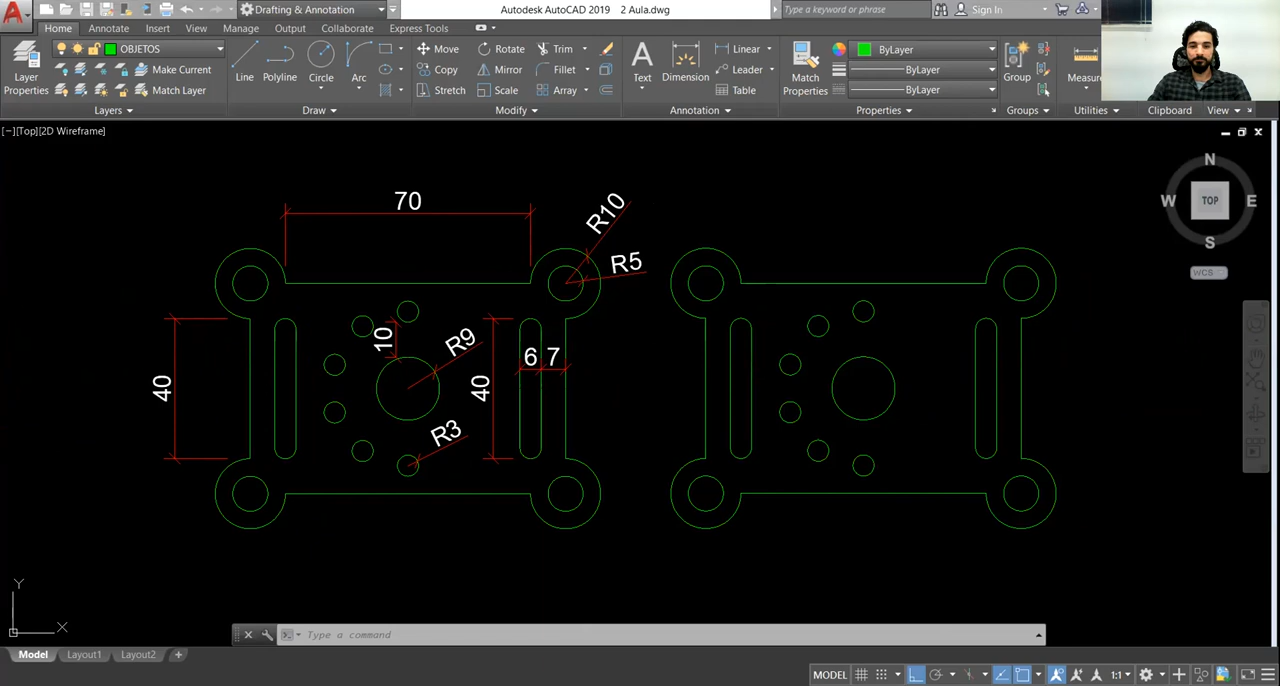 Drafting & Annotation
Autodesk AutoCAD 2019 2 Aula.dwg
Type a keyword or phrase
Sign In
Home Annotate Insert View Manage Output Collaborate Express Tools
Layer Properties
OBJETOS
Make Current
Match Layer
Layers
Line
Polyline
Circle
Arc
Draw
Move Rotate Trim
Copy Mirror Fillet
Stretch Scale Array
Modify
Text
Dimension
Linear
Leader
Table
Annotation
Match Properties
ByLayer
ByLayer
ByLayer
Properties
Group
Groups
Measu
Utilities
Clipboard
View
[−][Top][2D Wireframe]
N
W TOP E
S
WCS
70
R10
R5
10
R9
40
40
6 7
R3
Y
X
Type a command
Model Layout1 Layout2 +
MODEL
1:1